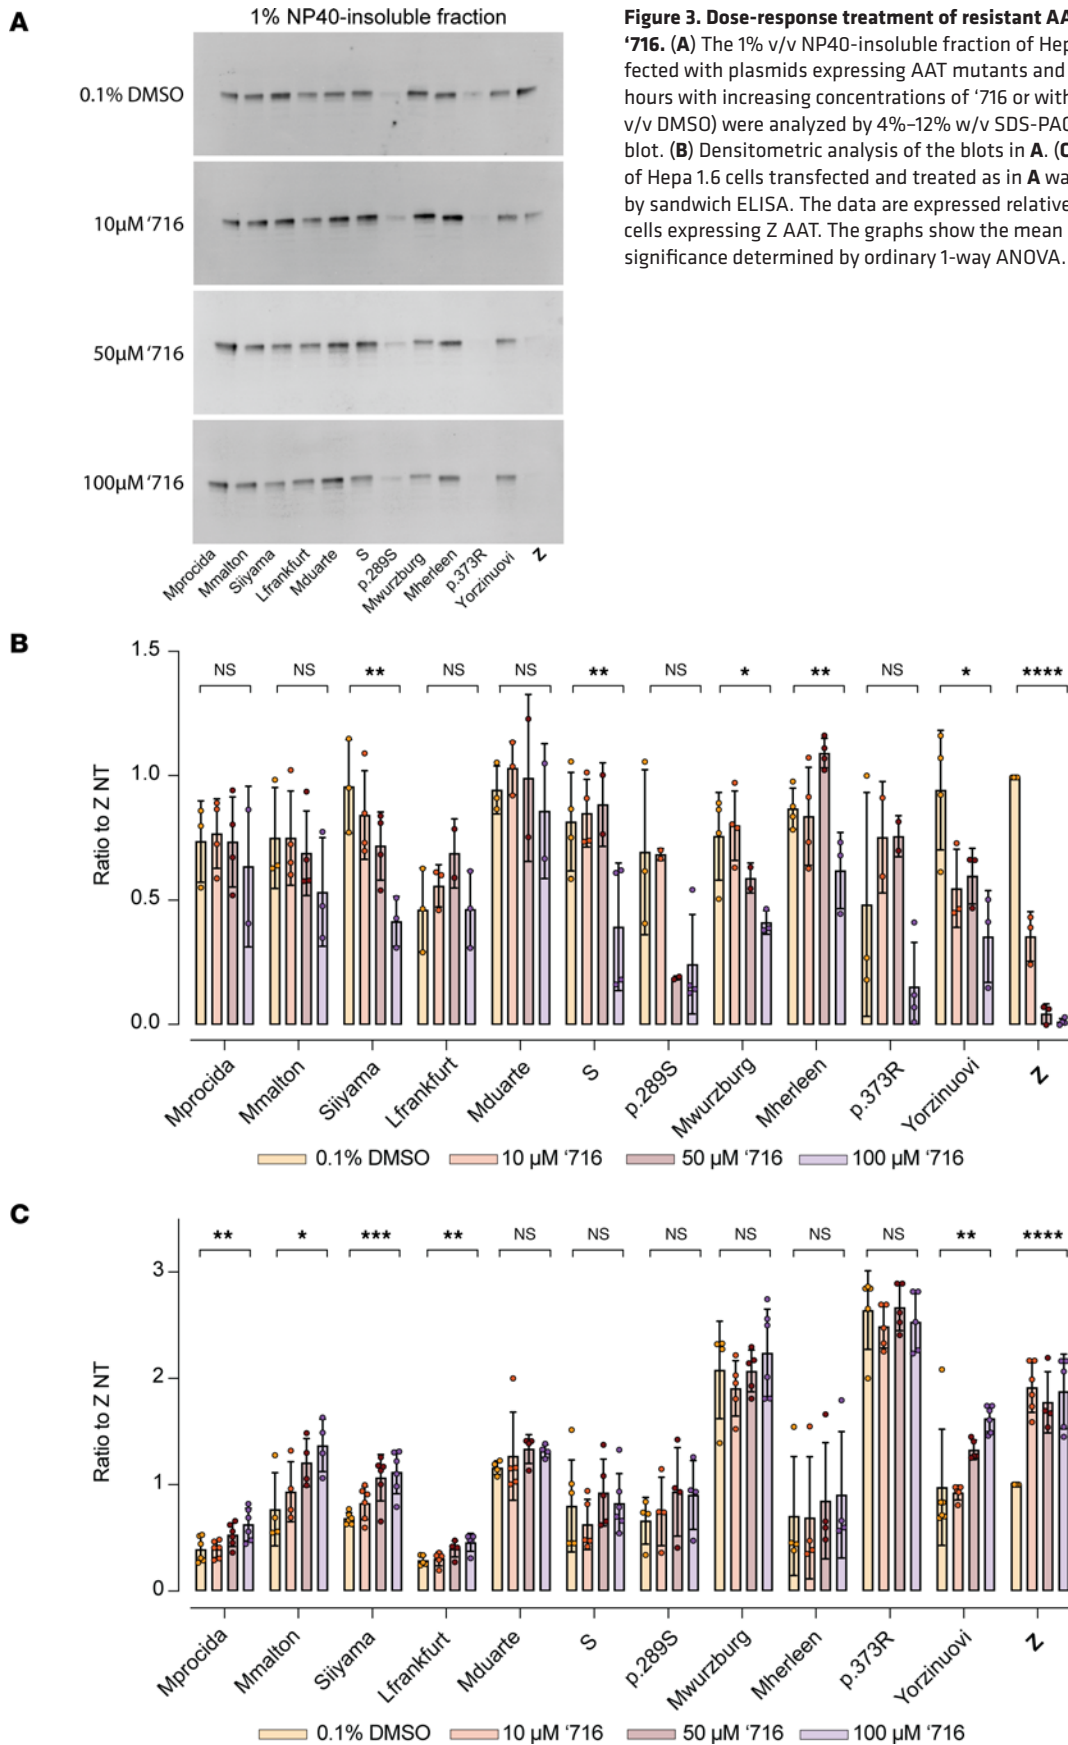 A
1% NP40-insoluble fraction
0.1% DMSO
10µM ‘716
50µM ‘716
100µM ‘716
Mprocida
Mmalton
Siiyama
Lfrankfurt
Mduarte
S
p.289S
Mwurzburg
Mherleen
p.373R
Yorzinuovi
Z
Figure 3. Dose-response treatment of resistant AA
‘716. (A) The 1% v/v NP40-insoluble fraction of Hep
fected with plasmids expressing AAT mutants and
hours with increasing concentrations of ‘716 or with
v/v DMSO) were analyzed by 4%–12% w/v SDS-PAG
blot. (B) Densitometric analysis of the blots in A. (C
of Hepa 1.6 cells transfected and treated as in A wa
by sandwich ELISA. The data are expressed relative
cells expressing Z AAT. The graphs show the mean
significance determined by ordinary 1-way ANOVA.
B
Ratio to Z NT
1.5
1.0
0.5
0.0
NS NS ** NS NS ** NS * ** NS * ****
Mprocida
Mmalton
Siiyama
Lfrankfurt
Mduarte
S
p.289S
Mwurzburg
Mherleen
p.373R
Yorzinuovi
Z
0.1% DMSO 10 µM ‘716 50 µM ‘716 100 µM ‘716
C
Ratio to Z NT
3
2
1
0
** * *** ** NS NS NS NS NS NS ** ****
Mprocida
Mmalton
Siiyama
Lfrankfurt
Mduarte
S
p.289S
Mwurzburg
Mherleen
p.373R
Yorzinuovi
Z
0.1% DMSO 10 µM ‘716 50 µM ‘716 100 µM ‘716